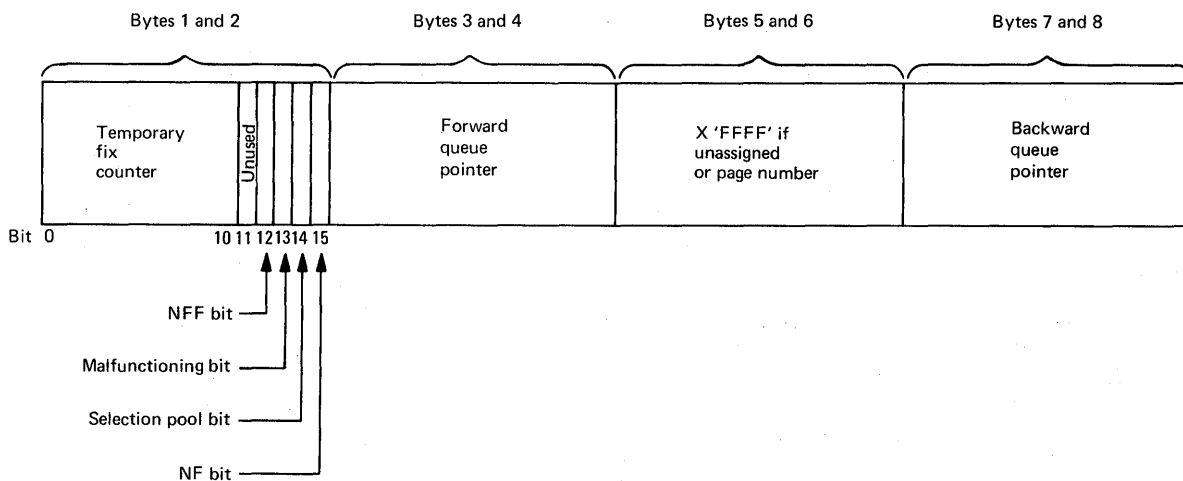 Bytes 1 and 2
Bytes 3 and 4
Bytes 5 and 6
Bytes 7 and 8
Temporary
fix
counter
Unused
Forward
queue
pointer
X 'FFFF' if
unassigned
or page number
Backward
queue
pointer
Bit 0 10 11 12 13 14 15
NFF bit
Malfunctioning bit
Selection pool bit
NF bit